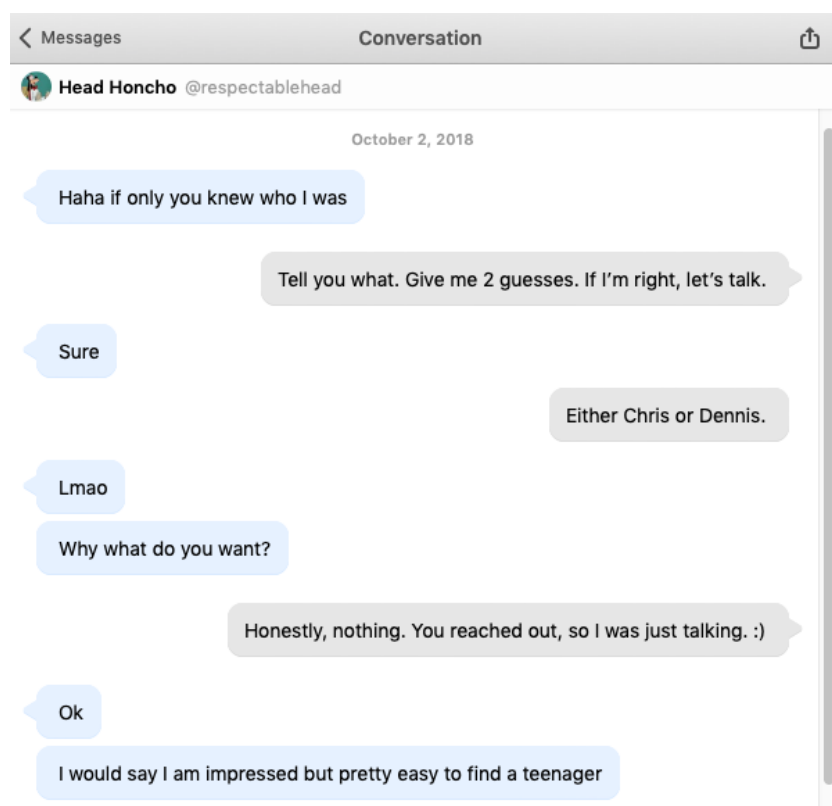 Messages
Conversation
Head Honcho @respectablehead
October 2, 2018
Haha if only you knew who I was
Tell you what. Give me 2 guesses. If I'm right, let's talk.
Sure
Either Chris or Dennis.
Lmao
Why what do you want?
Honestly, nothing. You reached out, so I was just talking. :)
Ok
I would say I am impressed but pretty easy to find a teenager